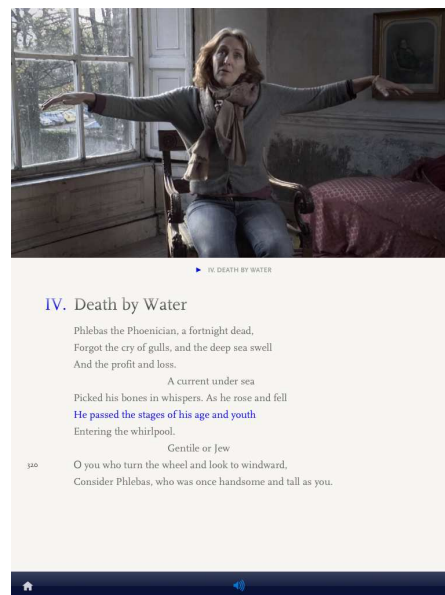 IV. DEATH BY WATER
IV. Death by Water
Phlebas the Phoenician, a fortnight dead,
Forgot the cry of gulls, and the deep sea swell
And the profit and loss.
A current under sea
Picked his bones in whispers. As he rose and fell
He passed the stages of his age and youth
Entering the whirlpool.
Gentile or Jew
320 O you who turn the wheel and look to windward,
Consider Phlebas, who was once handsome and tall as you.